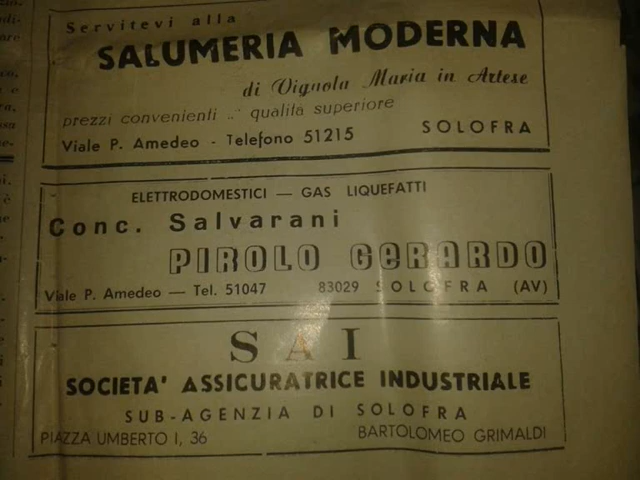 Servitevi alla
SALUMERIA MODERNA
di Vignola Maria in Artese
prezzi convenienti .." qualità superiore
Viale P. Amedeo - Telefono 51215 SOLOFRA
ELETTRODOMESTICI — GAS LIQUEFATTI
Conc. Salvarani
PIROLO GERARDO
Viale P. Amedeo — Tel. 51047 83029 SOLOFRA (AV)
SAI
SOCIETA' ASSICURATRICE INDUSTRIALE
SUB-AGENZIA DI SOLOFRA
PIAZZA UMBERTO I, 36 BARTOLOMEO GRIMALDI